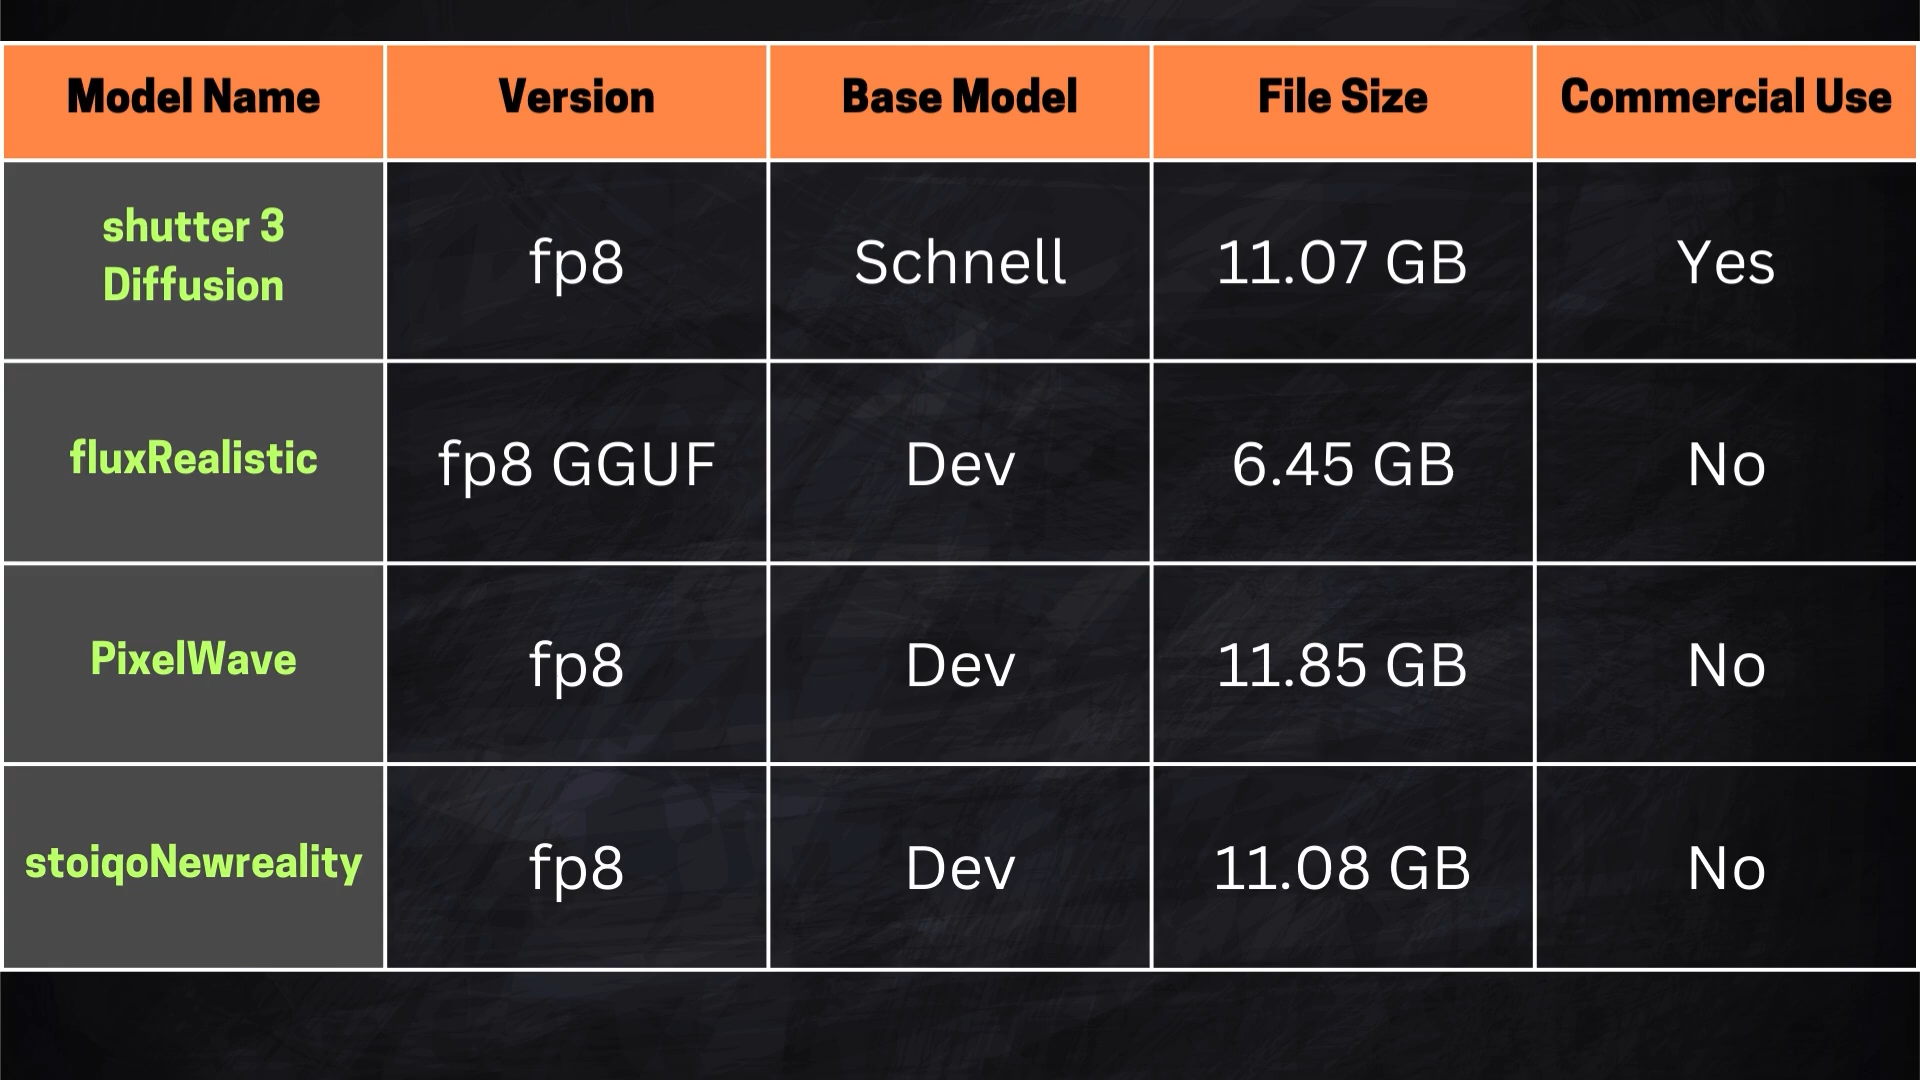 Model Name Version Base Model File Size Commercial Use
shutter 3
Diffusion
fp8 Schnell 11.07 GB Yes
fluxRealistic fp8 GGUF Dev 6.45 GB No
PixelWave fp8 Dev 11.85 GB No
stoiqoNewreality fp8 Dev 11.08 GB No